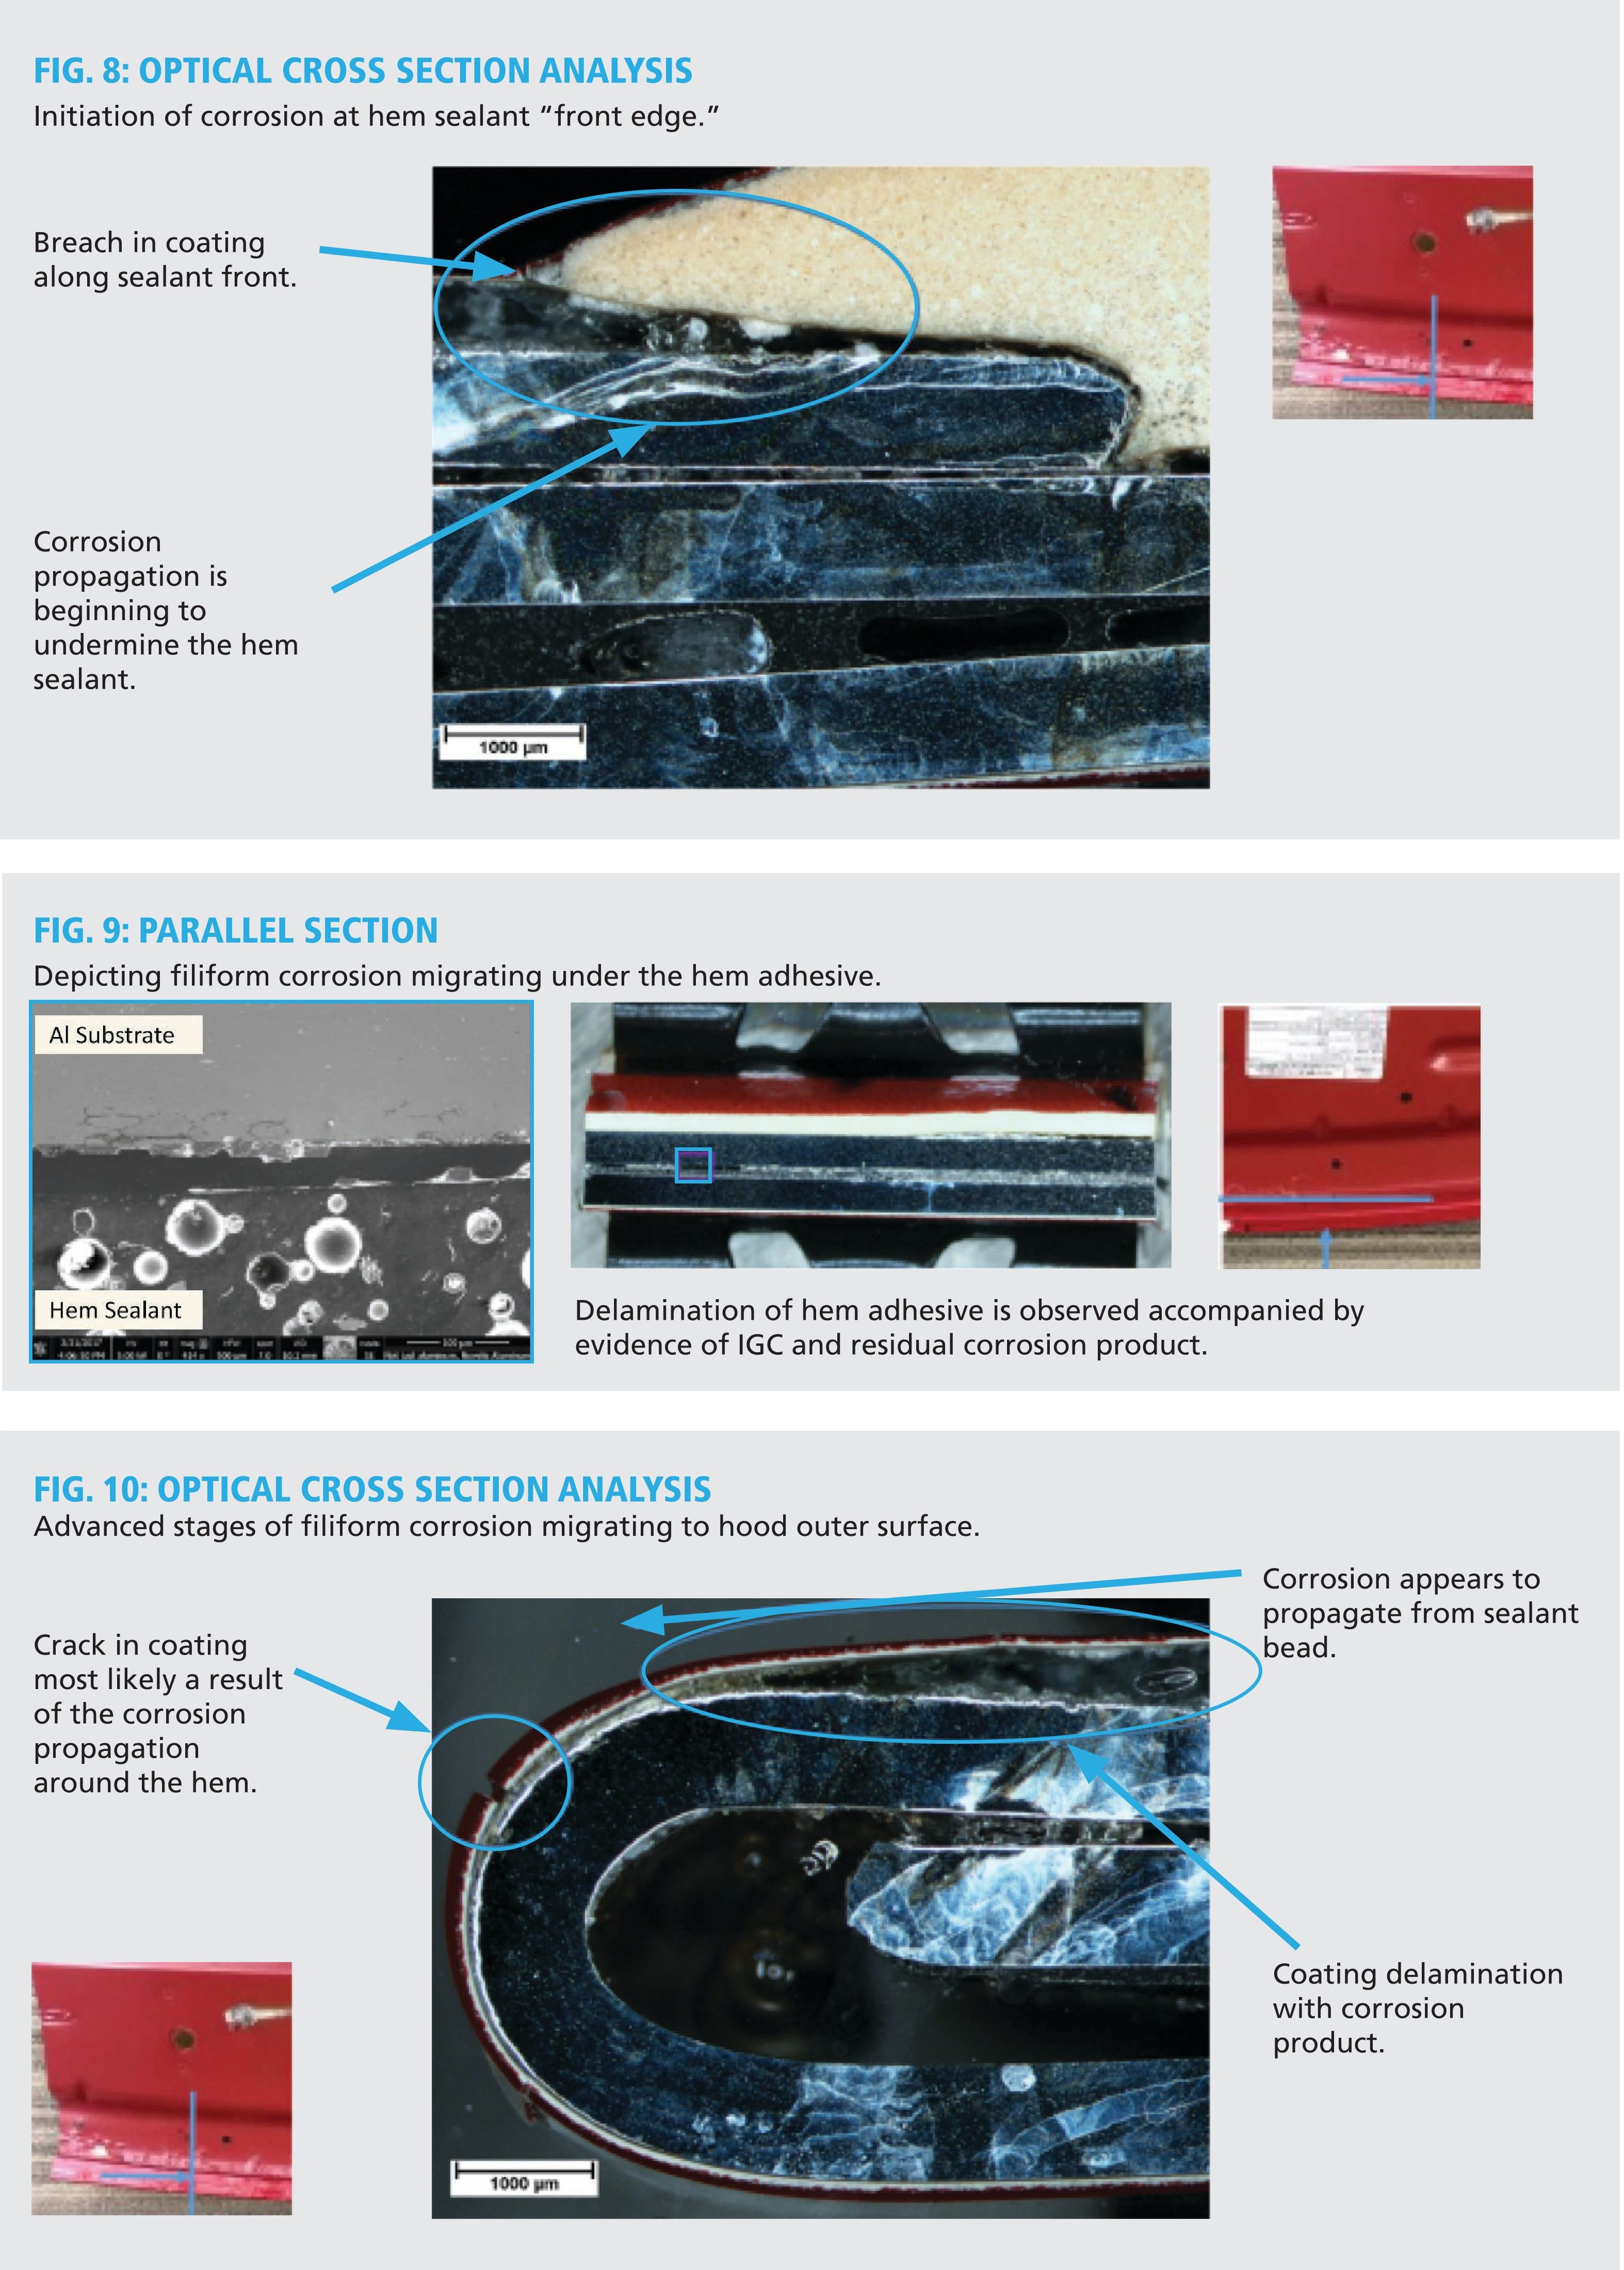 FIG. 8: OPTICAL CROSS SECTION ANALYSIS
Initiation of corrosion at hem sealant “front edge.”
Breach in coating
along sealant front.
Corrosion
propagation is
beginning to
undermine the hem
sealant.
1000 µm
FIG. 9: PARALLEL SECTION
Depicting filiform corrosion migrating under the hem adhesive.
Al Substrate
Hem Sealant
Delamination of hem adhesive is observed accompanied by
evidence of IGC and residual corrosion product.
FIG. 10: OPTICAL CROSS SECTION ANALYSIS
Advanced stages of filiform corrosion migrating to hood outer surface.
Corrosion appears to
propagate from sealant
bead.
Crack in coating
most likely a result
of the corrosion
propagation
around the hem.
Coating delamination
with corrosion
product.
1000 µm